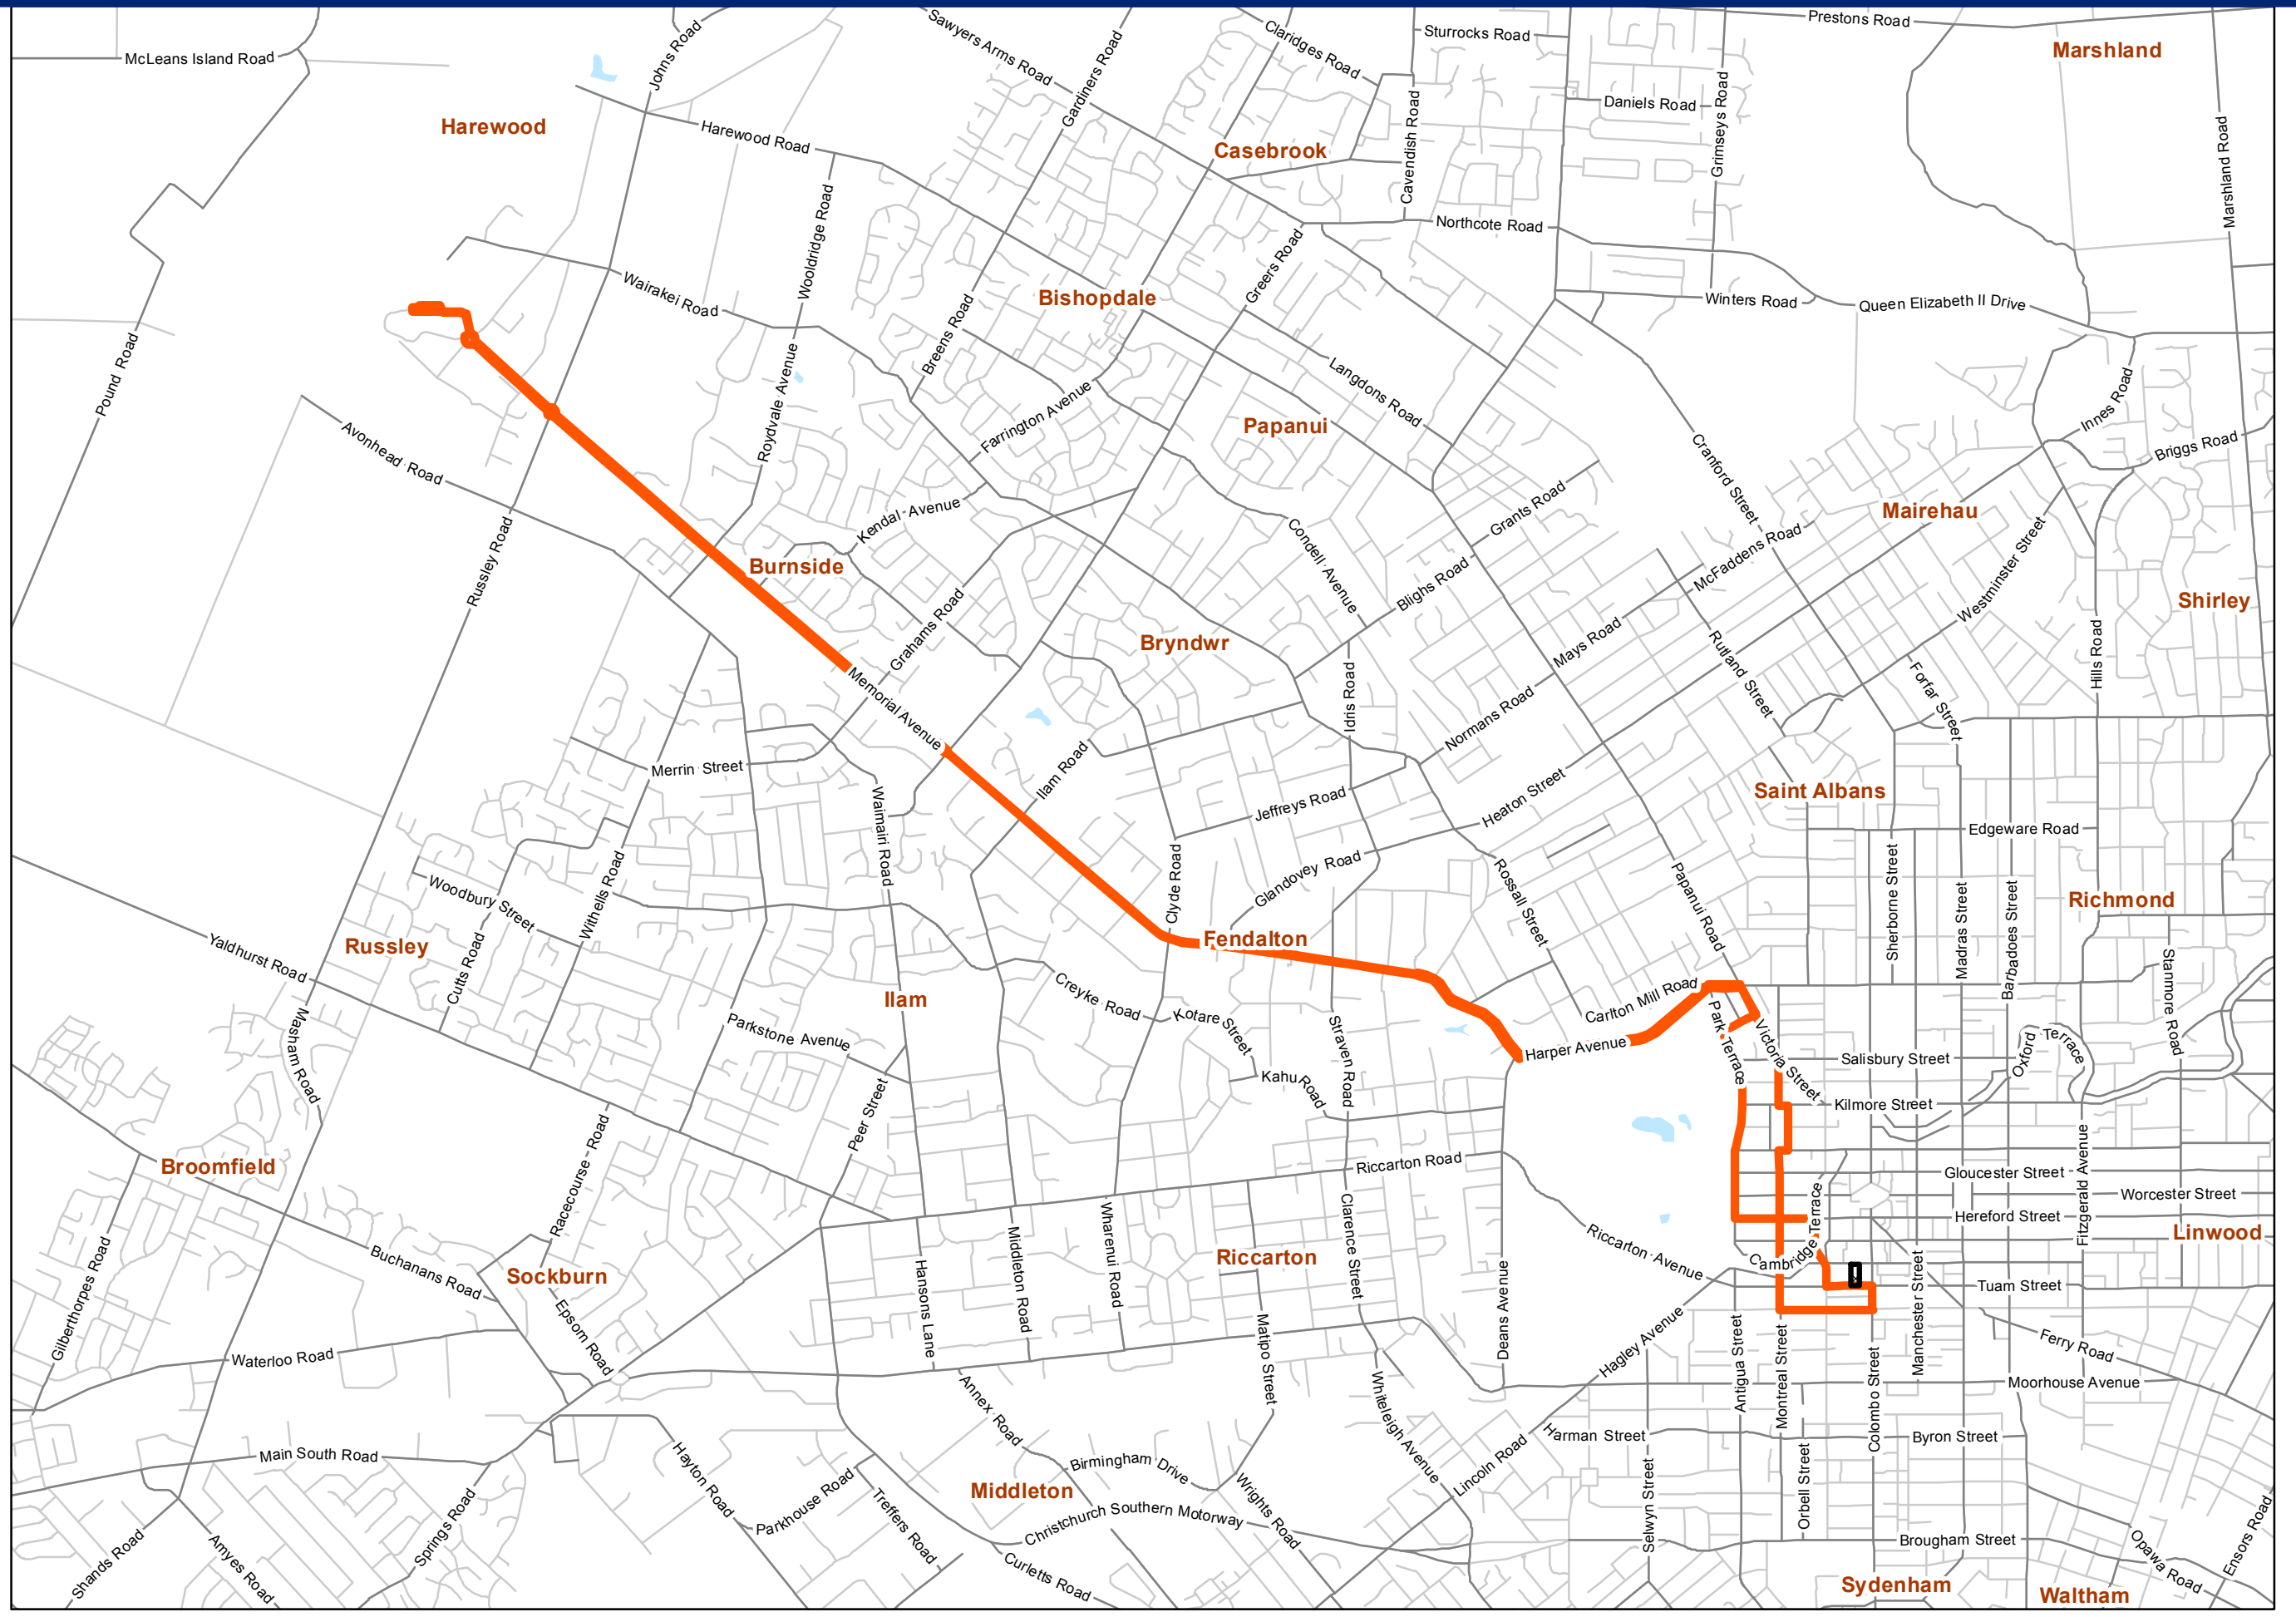 Prestons Road
Sawyers Arms Road
Claridges Road
Sturrocks Road
Marshland
McLeans Island Road
Johns Road
Gardiners Road
Daniels Road
Grimseys Road
Harewood
Harewood Road
Casebrook
Cavendish Road
Marshland Road
Wooldridge Road
Northcote Road
Greers Road
Wairakei Road
Bishopdale
Winters Road
Queen Elizabeth II Drive
Breens Road
Pound Road
Roydvale Avenue
Langdons Road
Innes Road
Farrington Avenue
Papanui
Avonhead Road
Cranford Street
Briggs Road
Kendal Avenue
Grants Road
Mairehau
Russley Road
Condell Avenue
McFaddens Road
Burnside
Blighs Road
Westminster Street
Shirley
Grahams Road
Bryndwr
Mays Road
Rutland Street
Hills Road
Memorial Avenue
Idris Road
Normans Road
Forfar Street
Merrin Street
Ilam Road
Saint Albans
Jeffreys Road
Heaton Street
Waimairi Road
Edgeware Road
Woodbury Street
Withells Road
Clyde Road
Glandovey Road
Rossall Street
Papanui Road
Sherborne Street
Madras Street
Barbadoes Street
Richmond
Russley
Fendalton
Yaldhurst Road
Cutts Road
Stanmore Road
Ilam
Creyke Road
Carlton Mill Road
Masham Road
Parkstone Avenue
Kotare Street
Straven Road
Harper Avenue
Park Terrace
Victoria Street
Salisbury Street
Oxford Terrace
Kahu Road
Kilmore Street
Peer Street
Broomfield
Racecourse Road
Riccarton Road
Gloucester Street
Fitzgerald Avenue
Worcester Street
Hereford Street
Linwood
Clarence Street
Wharenui Road
Middleton Road
Riccarton
Riccarton Avenue
Cambridge Terrace
Buchanans Road
Gilberthorpes Road
Sockburn
Hansons Lane
Tuam Street
Epsom Road
Matipo Street
Deans Avenue
Hagley Avenue
Antigua Street
Montreal Street
Manchester Street
Colombo Street
Ferry Road
Waterloo Road
Moorhouse Avenue
Annex Road
Whiteleigh Avenue
Main South Road
Harman Street
Byron Street
Hayton Road
Birmingham Drive
Lincoln Road
Middleton
Parkhouse Road
Treffers Road
Wrights Road
Selwyn Street
Orbell Street
Springs Road
Christchurch Southern Motorway
Brougham Street
Opawa Road
Ensors Road
Shands Road
Amyes Road
Curletts Road
Sydenham
Waltham